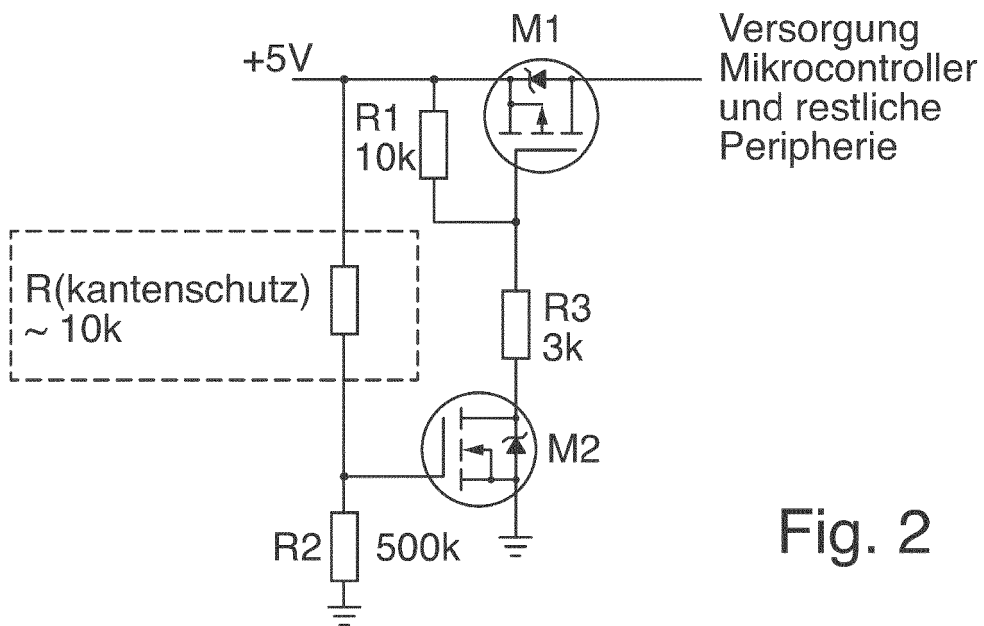 M1
+5V
Versorgung
Mikrocontroller
und restliche
Peripherie
R1
10k
R(kantenschutz)
~ 10k
R3
3k
M2
R2 500k
Fig. 2